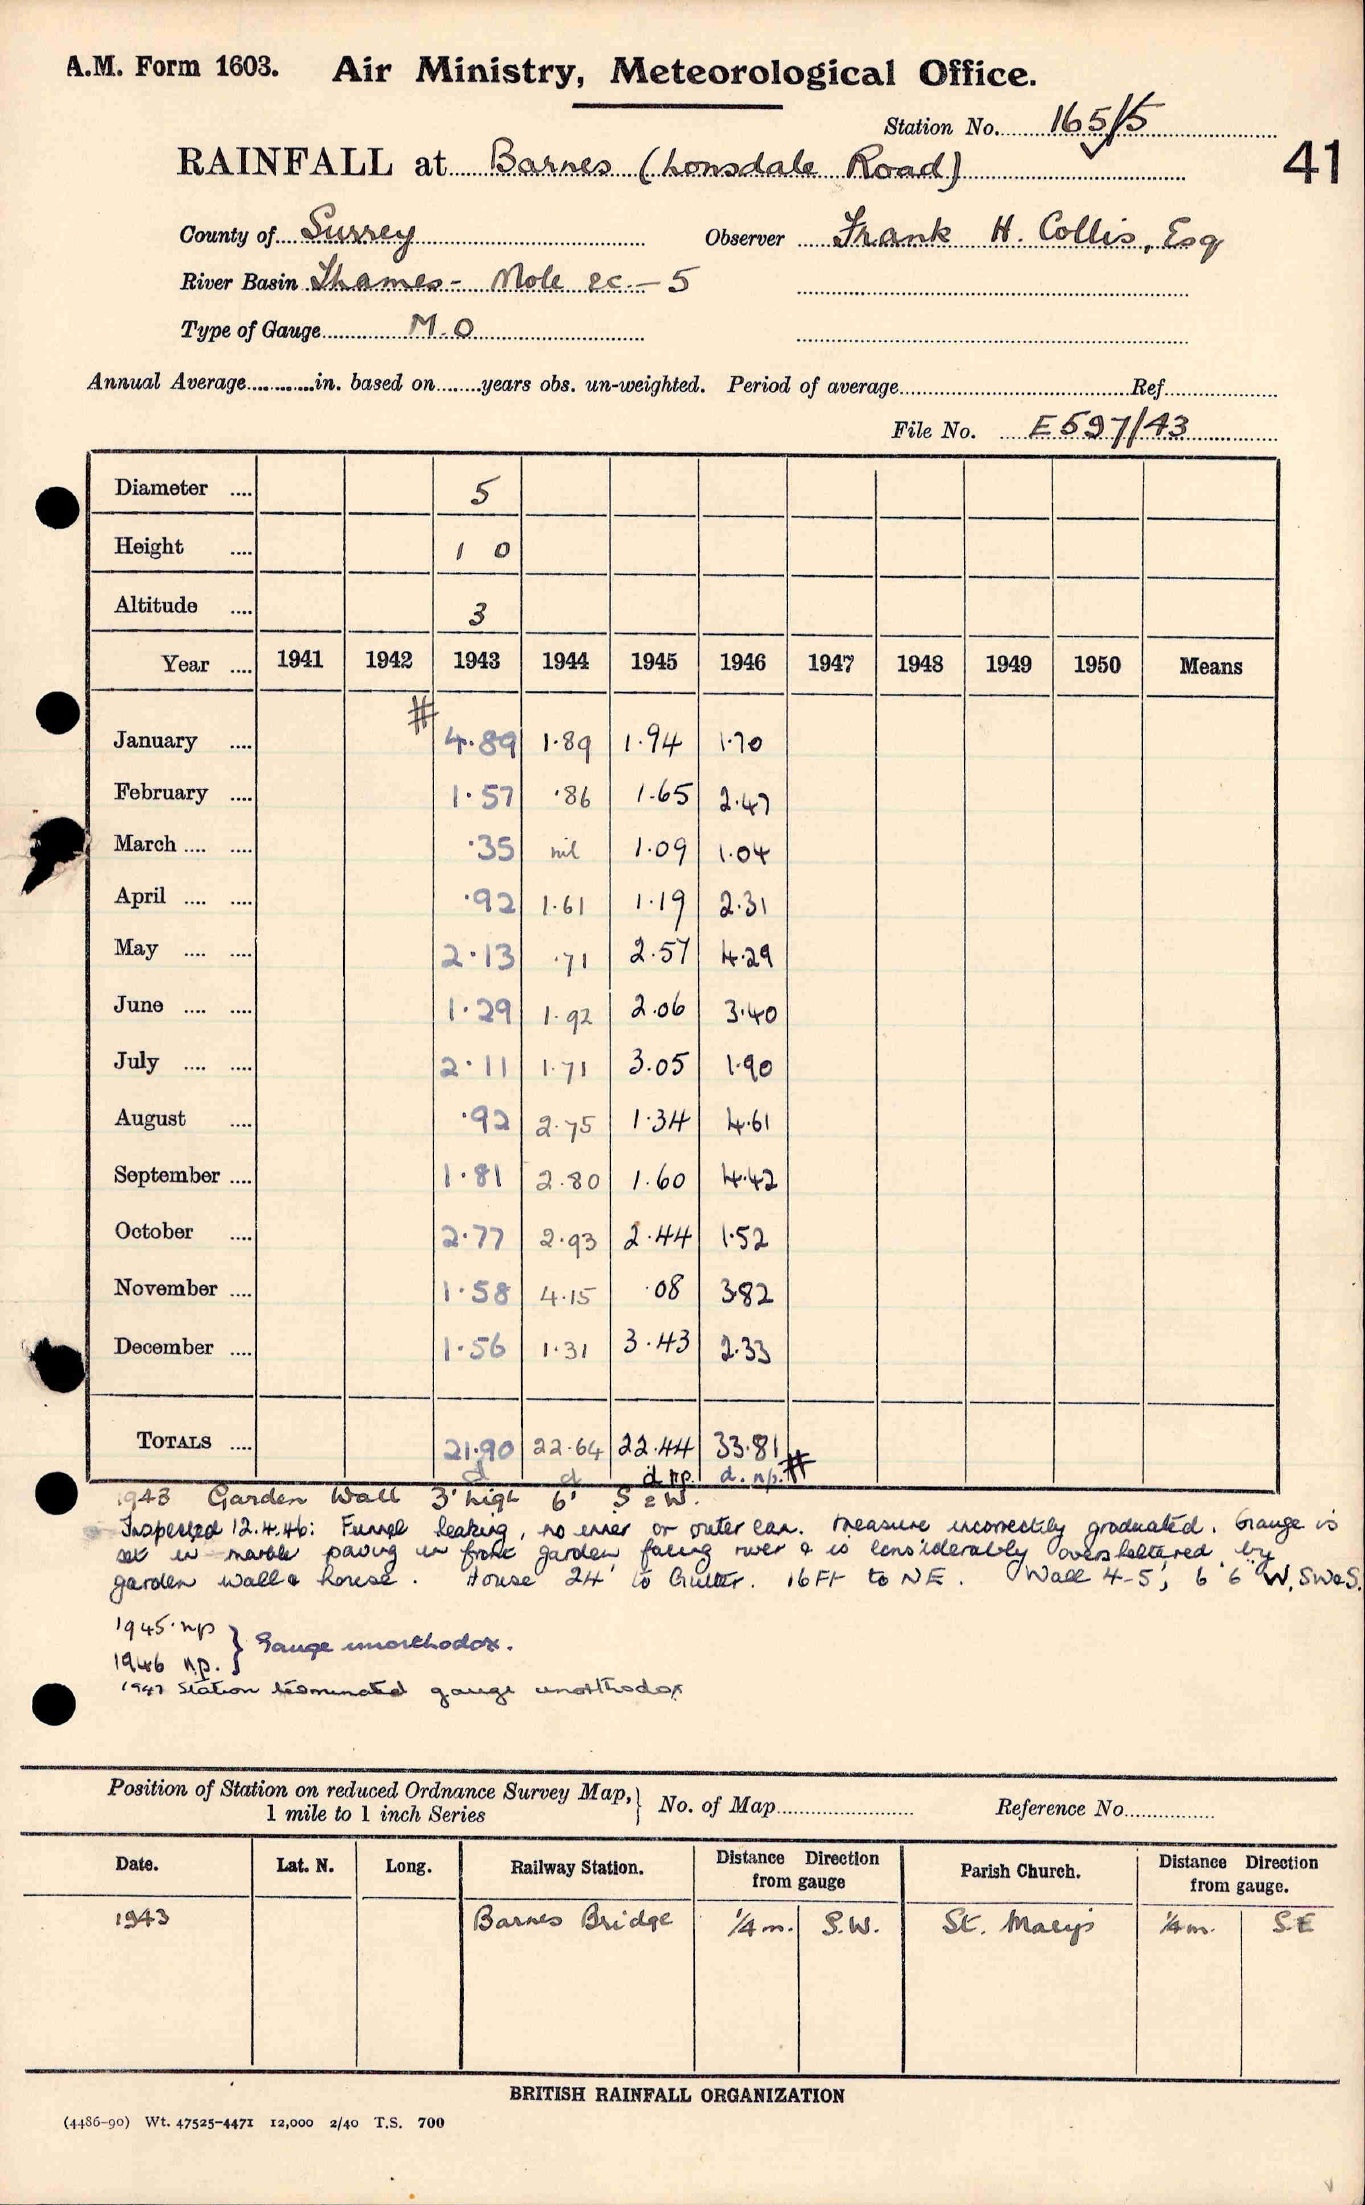 A.M. Form 1603. Air Ministry, Meteorological Office.
Station No. 165/5
RAINFALL at Barnes (Lonsdale Road) 41
County of Surrey Observer Frank H. Collis, Esq
River Basin Thames - Mole &c. - 5
Type of Gauge M.O
Annual Average in. based on years obs. un-weighted. Period of average Ref
File No. E597/43
Diameter 5
Height 1 0
Altitude 3
Year 1941 1942 1943 1944 1945 1946 1947 1948 1949 1950 Means
#
January 4.89 1.89 1.94 1.70
February 1.57 .86 1.65 2.47
March .35 nil 1.09 1.04
April .92 1.61 1.19 2.31
May 2.13 .71 2.57 4.29
June 1.29 1.92 2.06 3.40
July 2.11 1.71 3.05 1.90
August .92 2.75 1.34 4.61
September 1.81 2.80 1.60 4.42
October 2.77 2.93 2.44 1.52
November 1.58 4.15 .08 3.82
December 1.56 1.31 3.43 2.33
TOTALS 21.90 22.64 22.44 33.81 #
d d d np. d. np.
1943 Garden Wall 3' high 6' S & W.
Inspected 12.4.46: Funnel leaking, no inner or outer can. Measure incorrectly graduated. Gauge is
set in marble paving in front garden facing river & is considerably oversheltered by
garden wall & house. House 24' to Gutter. 16 Ft to NE. Wall 4-5', 6'6" W, SW&S.
1945 np } Gauge unorthodox.
1946 n.p.
1947 Station terminated gauge unorthodox
Position of Station on reduced Ordnance Survey Map, } No. of Map Reference No.
1 mile to 1 inch Series
Date. Lat. N. Long. Railway Station. Distance Direction from gauge Parish Church. Distance Direction from gauge.
1943 Barnes Bridge ¼ m. S.W. St. Mary's ¼ m. S.E
BRITISH RAINFALL ORGANIZATION
(4486-90) Wt. 47525-4471 12,000 2/40 T.S. 700